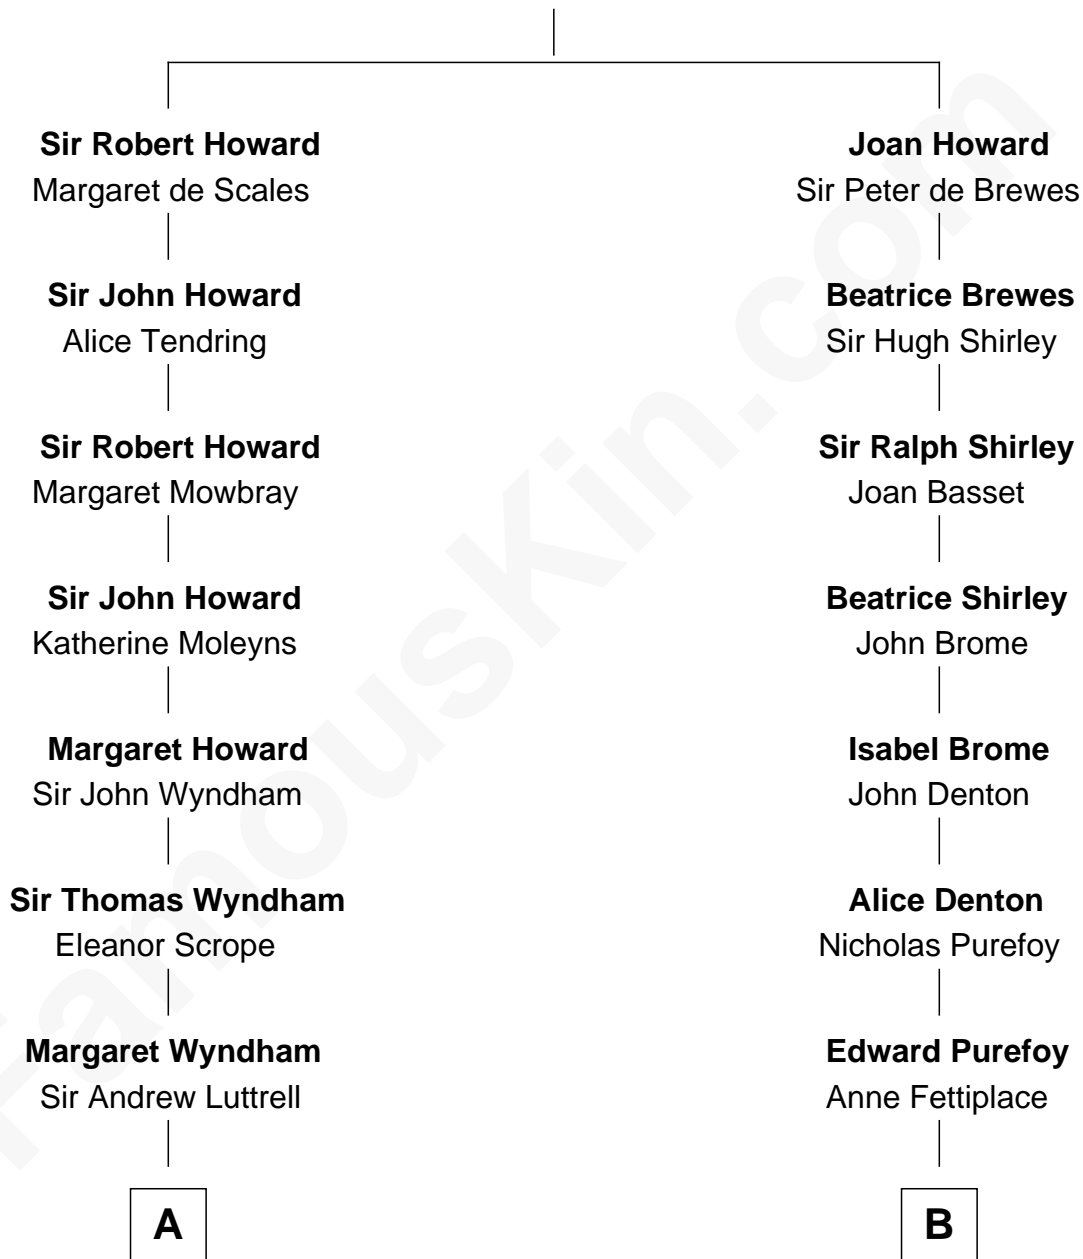 Sir Robert Howard
Margaret de Scales
Sir John Howard
Alice Tendring
Sir Robert Howard
Margaret Mowbray
Sir John Howard
Katherine Moleyns
Margaret Howard
Sir John Wyndham
Sir Thomas Wyndham
Eleanor Scrope
Margaret Wyndham
Sir Andrew Luttrell
A
Joan Howard
Sir Peter de Brewes
Beatrice Brewes
Sir Hugh Shirley
Sir Ralph Shirley
Joan Basset
Beatrice Shirley
John Brome
Isabel Brome
John Denton
Alice Denton
Nicholas Purefoy
Edward Purefoy
Anne Fettiplace
B
FamousKin.com